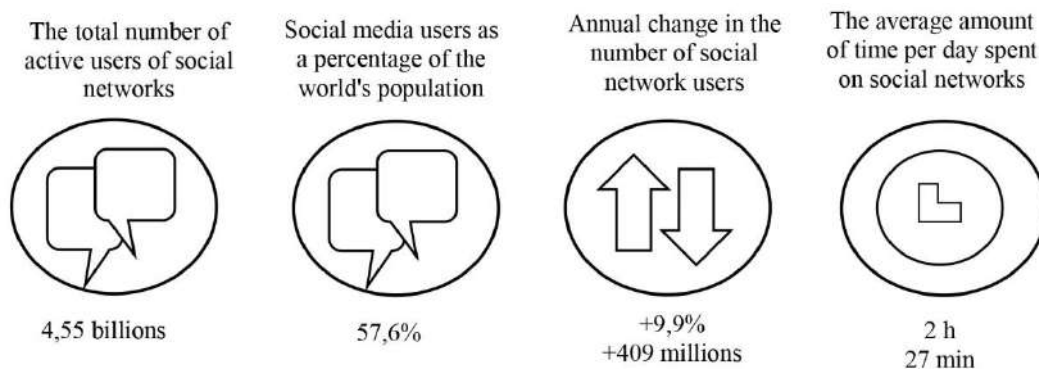 The total number of
active users of social
networks
4,55 billions
Social media users as
a percentage of the
world's population
57,6%
Annual change in the
number of social
network users
+9,9%
+409 millions
The average amount
of time per day spent
on social networks
2 h
27 min